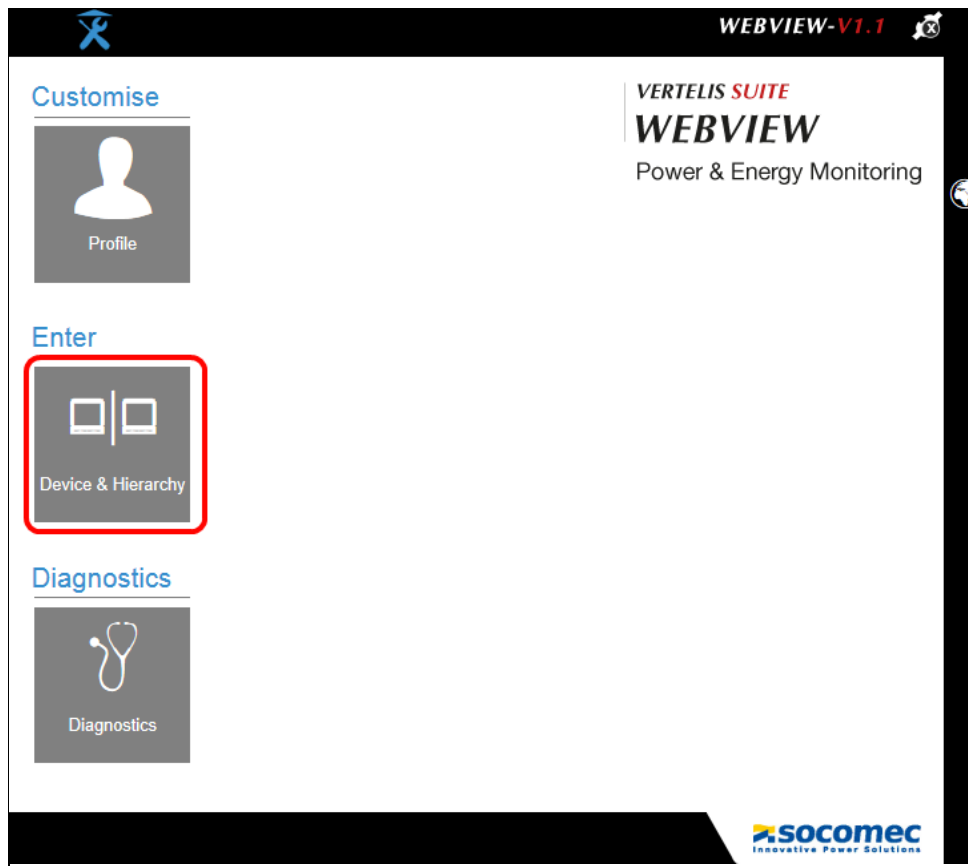 WEBVIEW-V1.1
Customise
VERTELIS SUITE
WEBVIEW
Power & Energy Monitoring
Profile
Enter
Device & Hierarchy
Diagnostics
Diagnostics
socomec
Innovative Power Solutions